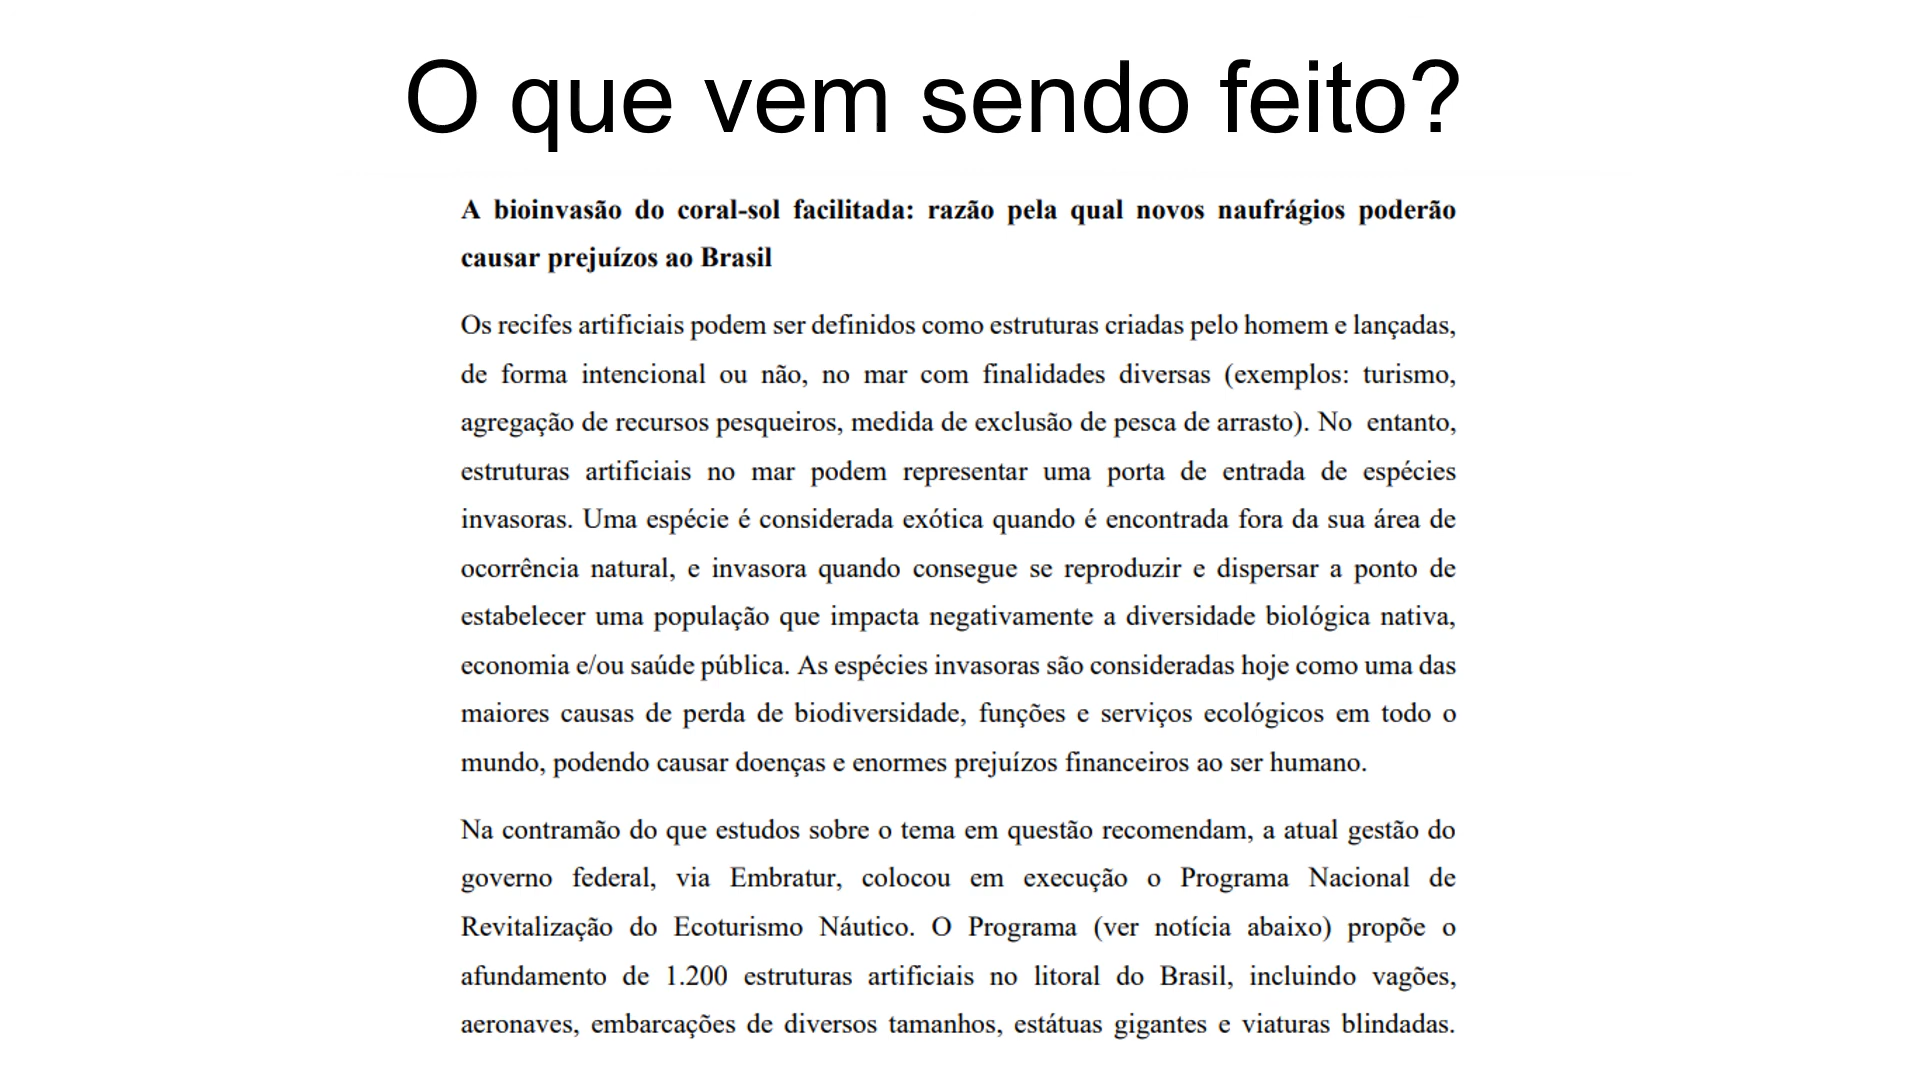 O que vem sendo feito?
A bioinvasão do coral-sol facilitada: razão pela qual novos naufrágios poderão
causar prejuízos ao Brasil
Os recifes artificiais podem ser definidos como estruturas criadas pelo homem e lançadas,
de forma intencional ou não, no mar com finalidades diversas (exemplos: turismo,
agregação de recursos pesqueiros, medida de exclusão de pesca de arrasto). No entanto,
estruturas artificiais no mar podem representar uma porta de entrada de espécies
invasoras. Uma espécie é considerada exótica quando é encontrada fora da sua área de
ocorrência natural, e invasora quando consegue se reproduzir e dispersar a ponto de
estabelecer uma população que impacta negativamente a diversidade biológica nativa,
economia e/ou saúde pública. As espécies invasoras são consideradas hoje como uma das
maiores causas de perda de biodiversidade, funções e serviços ecológicos em todo o
mundo, podendo causar doenças e enormes prejuízos financeiros ao ser humano.
Na contramão do que estudos sobre o tema em questão recomendam, a atual gestão do
governo federal, via Embratur, colocou em execução o Programa Nacional de
Revitalização do Ecoturismo Náutico. O Programa (ver notícia abaixo) propõe o
afundamento de 1.200 estruturas artificiais no litoral do Brasil, incluindo vagões,
aeronaves, embarcações de diversos tamanhos, estátuas gigantes e viaturas blindadas.